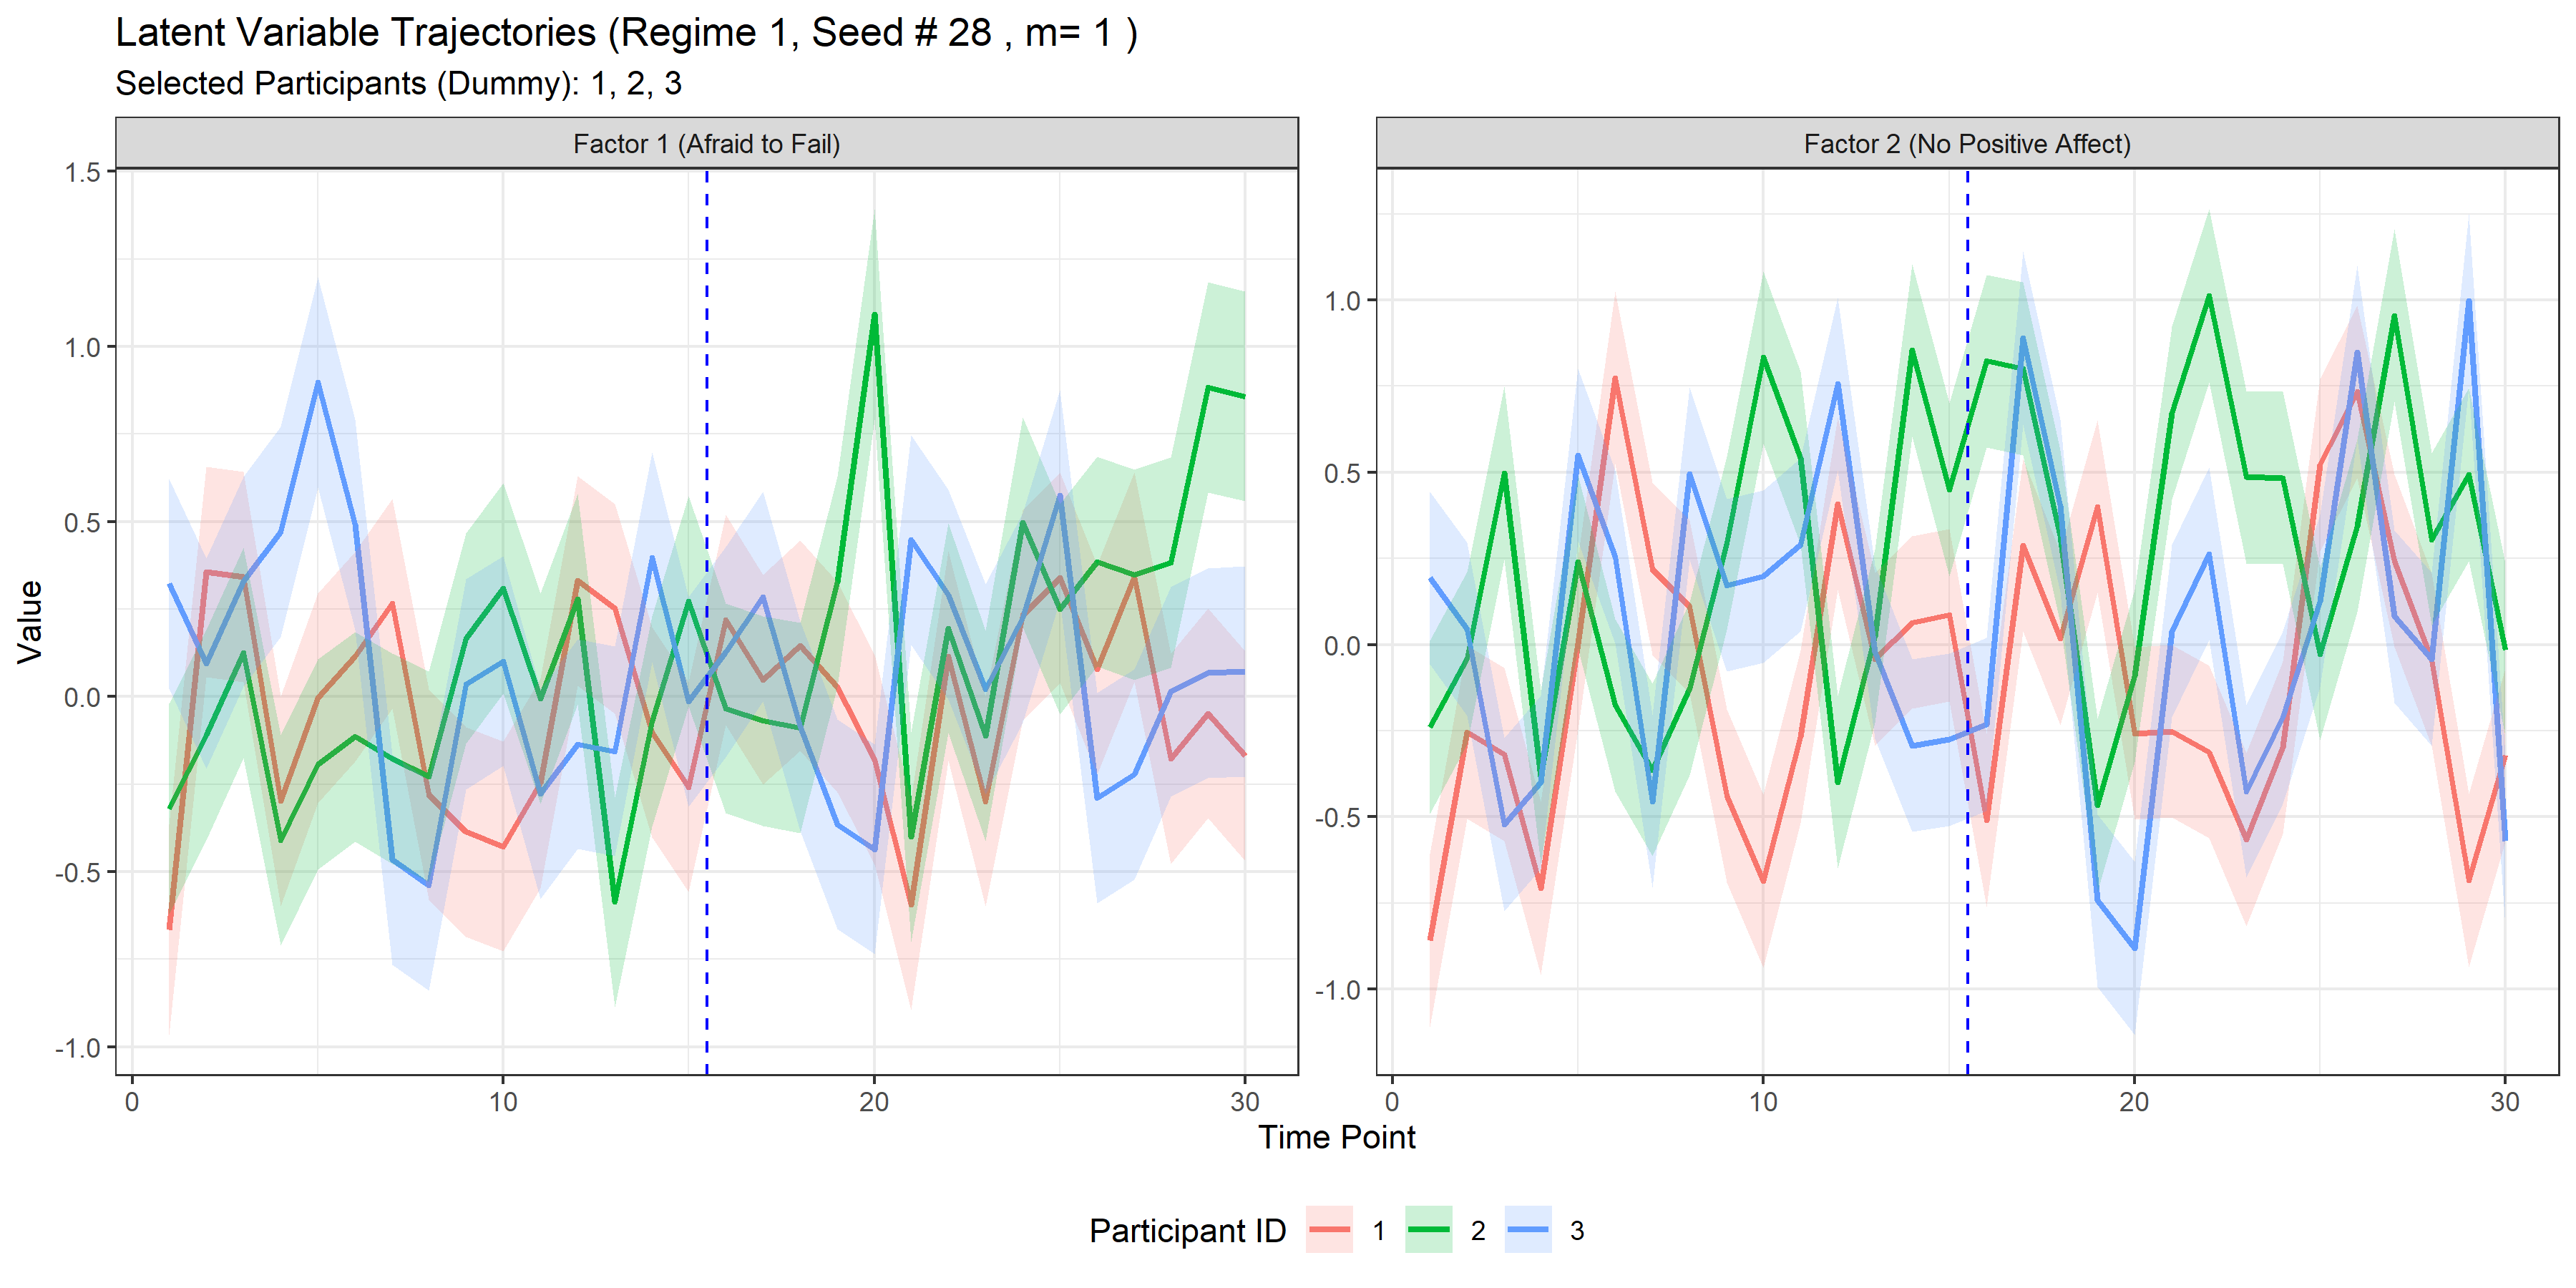 Latent Variable Trajectories (Regime 1, Seed # 28 , m= 1 )
Selected Participants (Dummy): 1, 2, 3
Factor 1 (Afraid to Fail)
Factor 2 (No Positive Affect)
Value
1.5
1.0
0.5
0.0
-0.5
-1.0
1.0
0.5
0.0
-0.5
-1.0
0 10 20 30
0 10 20 30
Time Point
Participant ID 1 2 3